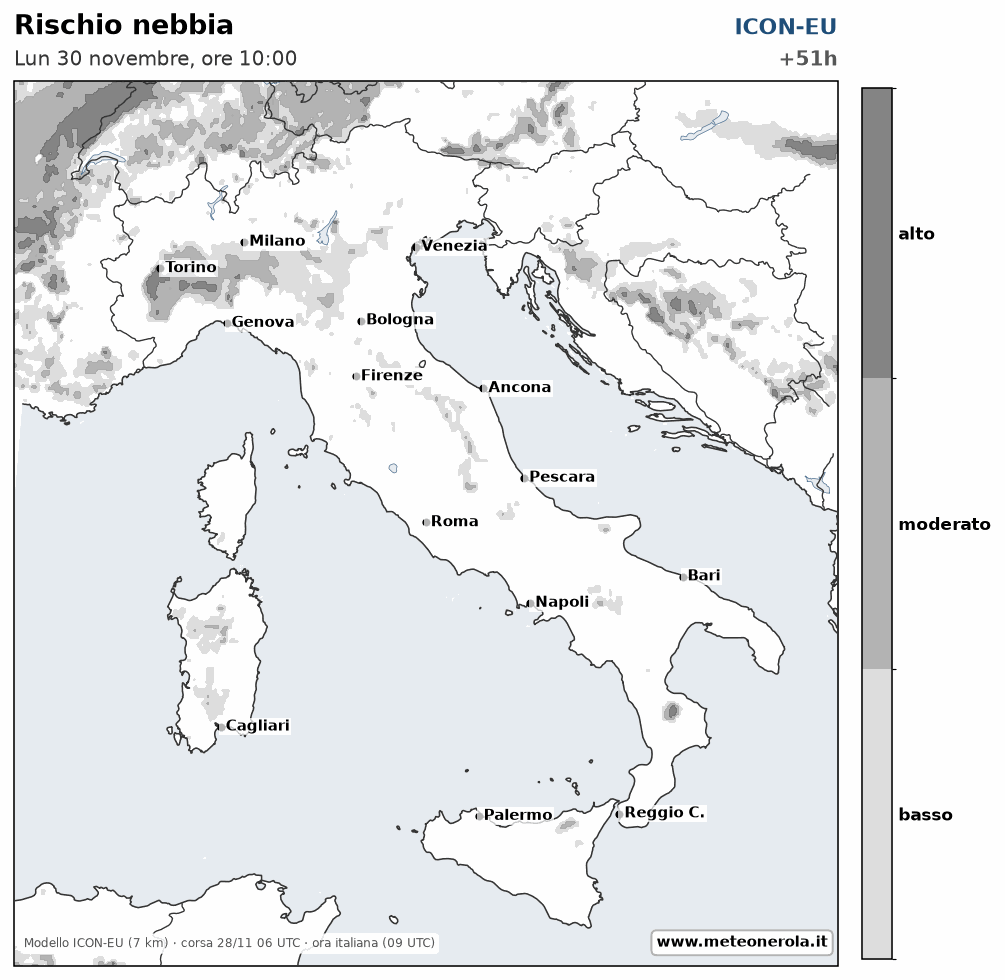 Rischio nebbia
ICON-EU
Lun 30 novembre, ore 10:00
+51h
Milano
Venezia
Torino
Genova
Bologna
Firenze
Ancona
Pescara
Roma
Bari
Napoli
Cagliari
Palermo
Reggio C.
alto
moderato
basso
Modello ICON-EU (7 km) · corsa 28/11 06 UTC · ora italiana (09 UTC)
www.meteonerola.it